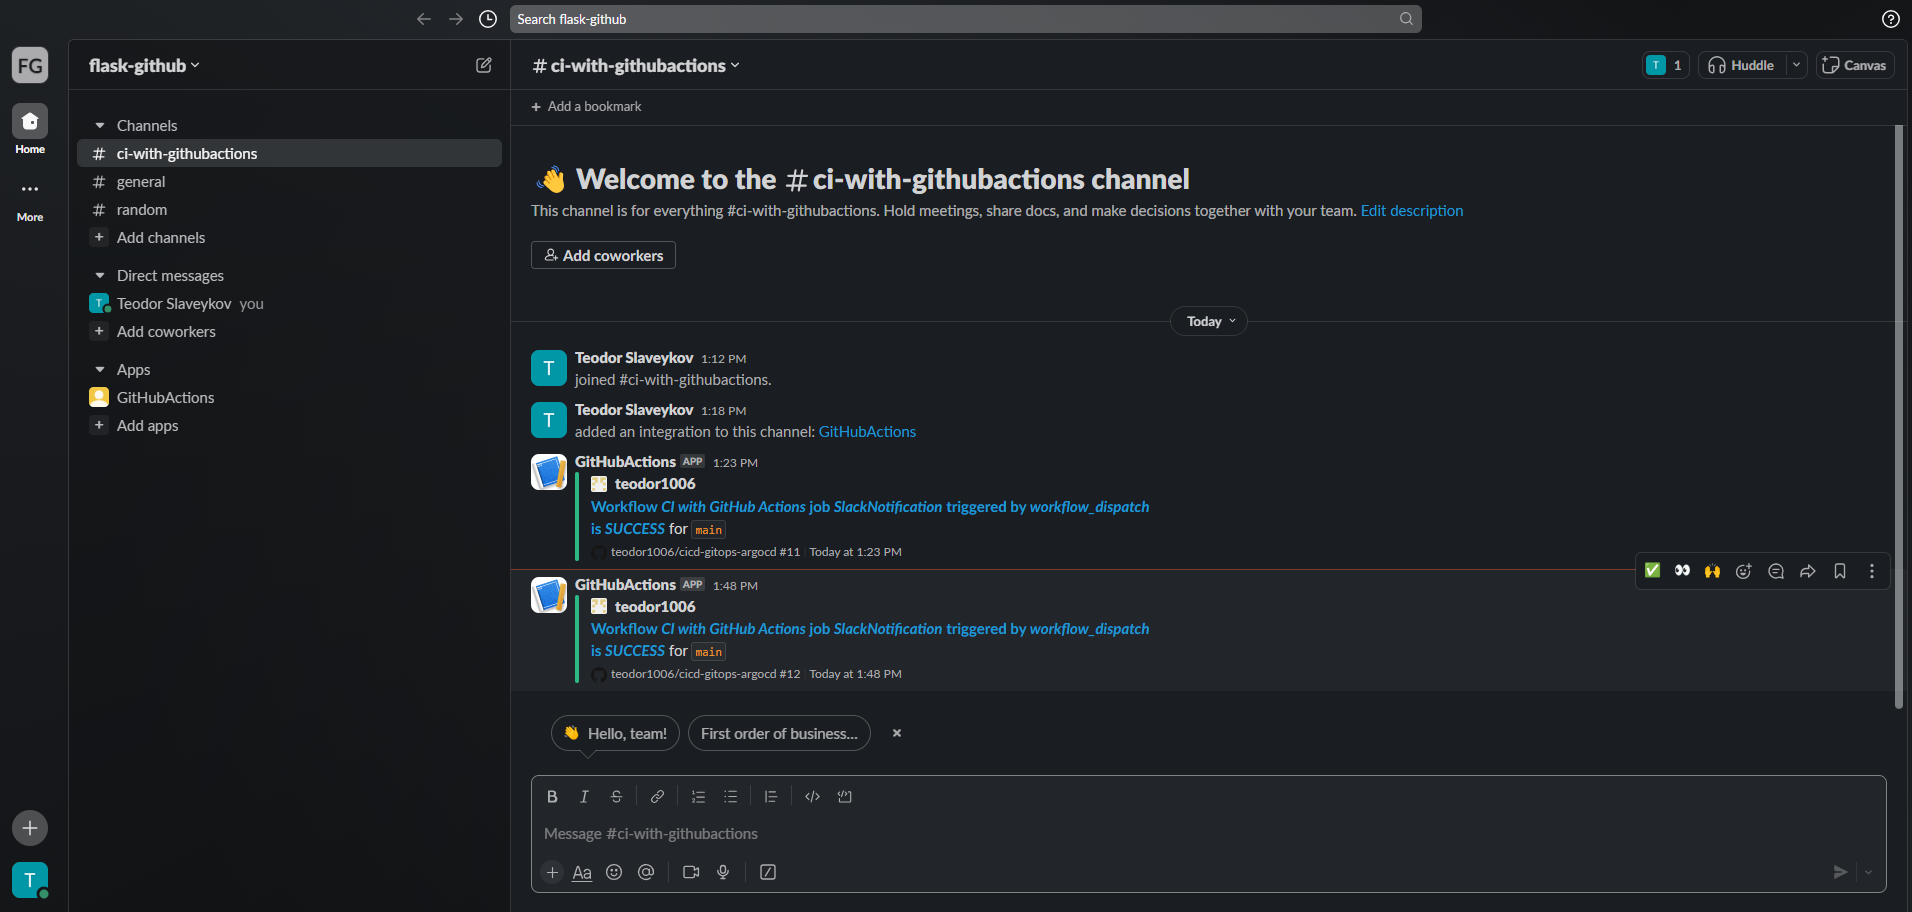 Search flask-github
FG
Home
More
T
flask-github
Channels
# ci-with-githubactions
# general
# random
+ Add channels
Direct messages
T Teodor Slaveykov you
+ Add coworkers
Apps
GitHubActions
+ Add apps
# ci-with-githubactions
T 1
Huddle
Canvas
+ Add a bookmark
👋 Welcome to the # ci-with-githubactions channel
This channel is for everything #ci-with-githubactions. Hold meetings, share docs, and make decisions together with your team. Edit description
Add coworkers
Today
T
Teodor Slaveykov 1:12 PM
joined #ci-with-githubactions.
T
Teodor Slaveykov 1:18 PM
added an integration to this channel: GitHubActions
GitHubActions APP 1:23 PM
teodor1006
Workflow CI with GitHub Actions job SlackNotification triggered by workflow_dispatch
is SUCCESS for main
teodor1006/cicd-gitops-argocd #11 Today at 1:23 PM
GitHubActions APP 1:48 PM
teodor1006
Workflow CI with GitHub Actions job SlackNotification triggered by workflow_dispatch
is SUCCESS for main
teodor1006/cicd-gitops-argocd #12 Today at 1:48 PM
👋 Hello, team!
First order of business...
B I S
Message #ci-with-githubactions
+ Aa @